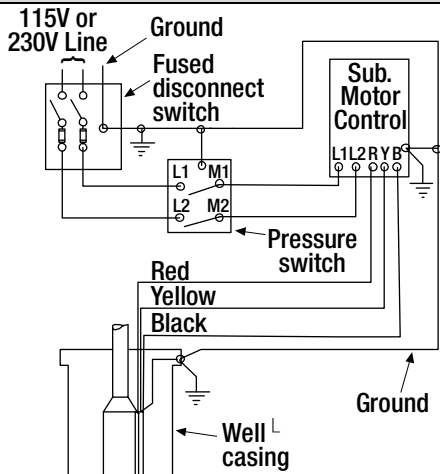 115V or
230V Line
Ground
Fused
disconnect
switch
Sub.
Motor
Control
L1 L2 R Y B
L1 M1
L2 M2
Pressure
switch
Red
Yellow
Black
Ground
Well
casing